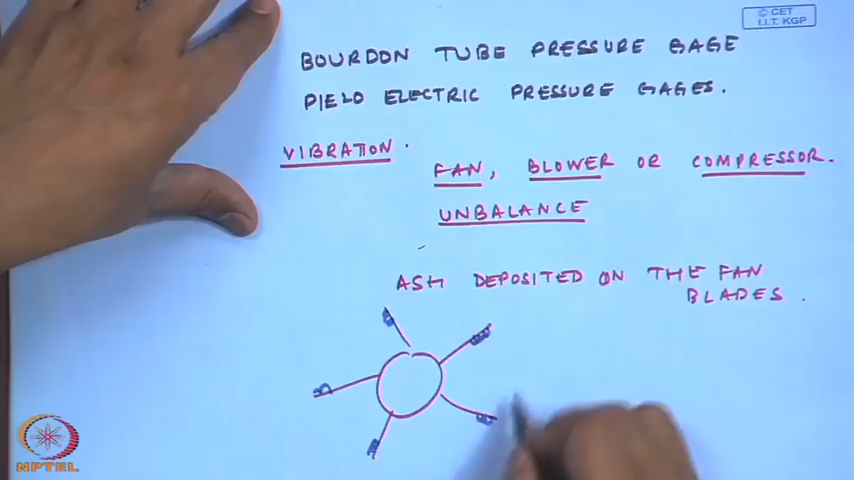 © CET
I.I.T. KGP
BOURDON TUBE PRESSURE GAGE
PIEZO ELECTRIC PRESSURE GAGES.
VIBRATION.
FAN, BLOWER OR COMPRESSOR.
UNBALANCE
ASH DEPOSITED ON THE FAN
BLADES.
NPTEL